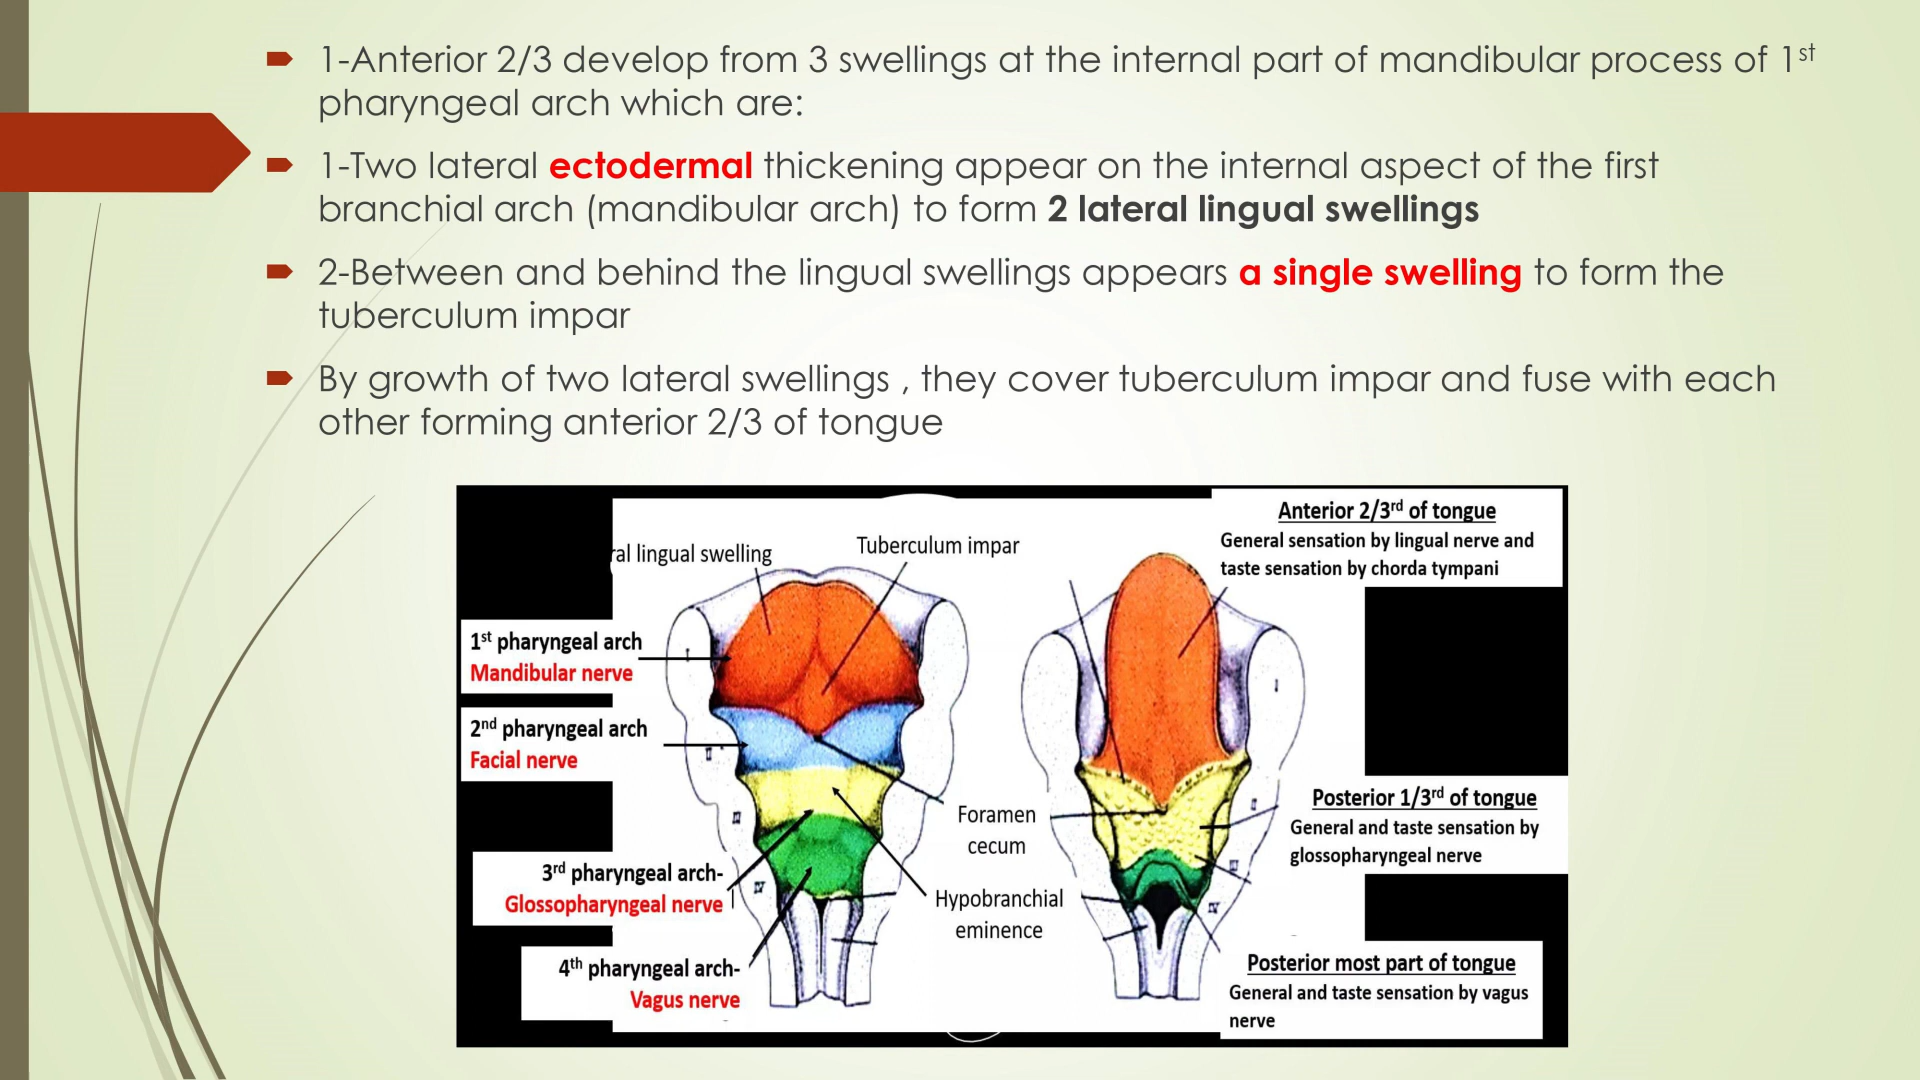 1-Anterior 2/3 develop from 3 swellings at the internal part of mandibular process of 1st
pharyngeal arch which are:
1-Two lateral ectodermal thickening appear on the internal aspect of the first
branchial arch (mandibular arch) to form 2 lateral lingual swellings
2-Between and behind the lingual swellings appears a single swelling to form the
tuberculum impar
By growth of two lateral swellings , they cover tuberculum impar and fuse with each
other forming anterior 2/3 of tongue
ral lingual swelling
Tuberculum impar
Anterior 2/3rd of tongue
General sensation by lingual nerve and
taste sensation by chorda tympani
1st pharyngeal arch
Mandibular nerve
2nd pharyngeal arch
Facial nerve
3rd pharyngeal arch-
Glossopharyngeal nerve
4th pharyngeal arch-
Vagus nerve
Foramen
cecum
Hypobranchial
eminence
Posterior 1/3rd of tongue
General and taste sensation by
glossopharyngeal nerve
Posterior most part of tongue
General and taste sensation by vagus
nerve
I
II
III
IV
I
II
III
IV